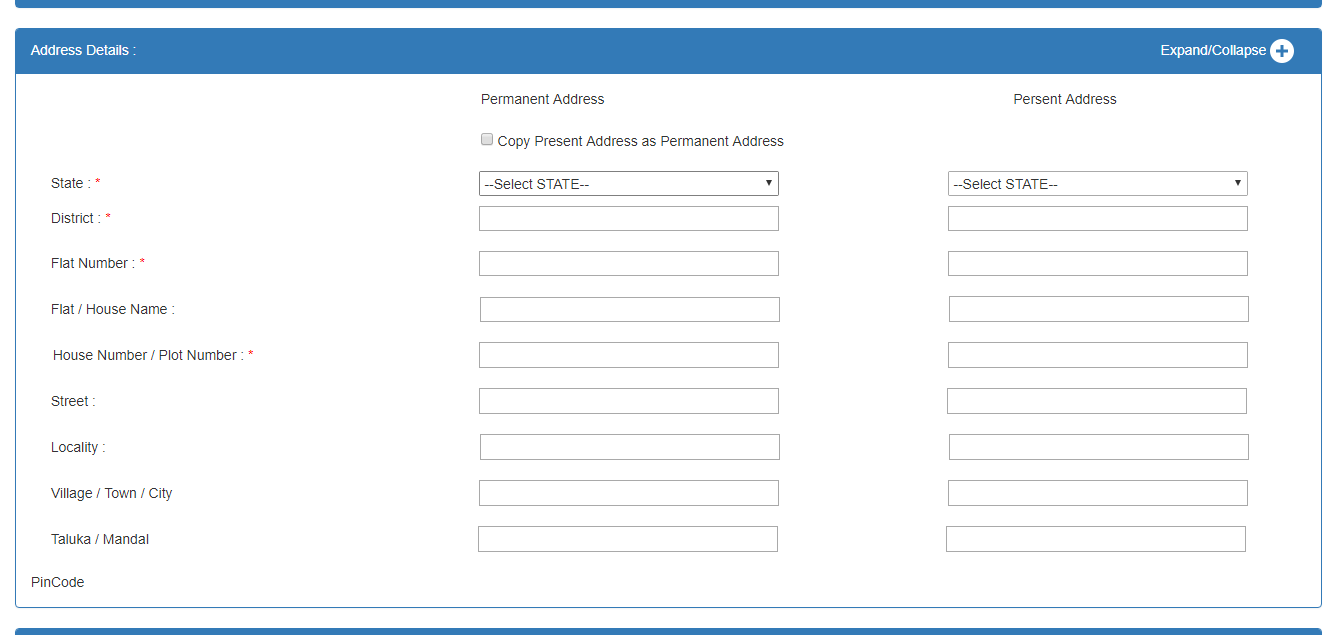 Address Details :
Expand/Collapse
Permanent Address
Persent Address
Copy Present Address as Permanent Address
State : *
--Select STATE--
--Select STATE--
District : *
Flat Number : *
Flat / House Name :
House Number / Plot Number : *
Street :
Locality :
Village / Town / City
Taluka / Mandal
PinCode